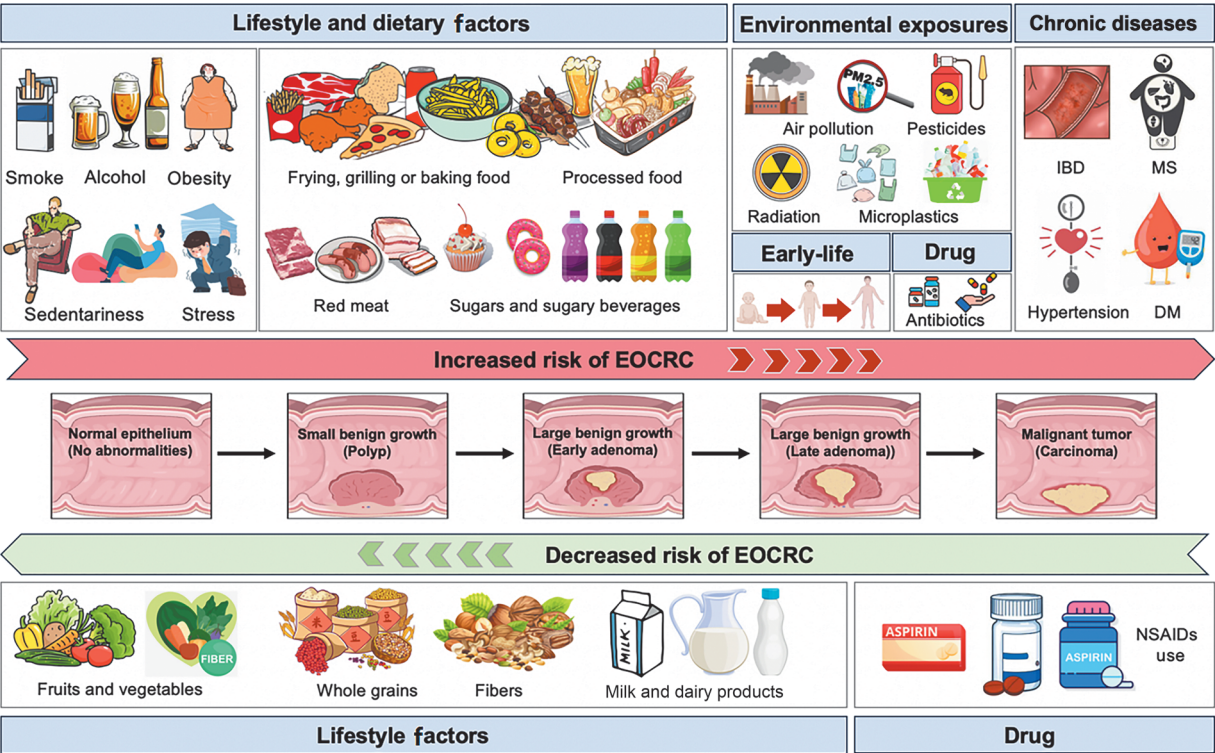 Lifestyle and dietary factors
Environmental exposures
Chronic diseases
Smoke
Alcohol
Obesity
Sedentariness
Stress
Frying, grilling or baking food
Processed food
Red meat
Sugars and sugary beverages
PM2.5
Air pollution
Pesticides
Radiation
Microplastics
Early-life
Drug
Antibiotics
IBD
MS
Hypertension
DM
Increased risk of EOCRC
Normal epithelium
(No abnormalities)
Small benign growth
(Polyp)
Large benign growth
(Early adenoma)
Large benign growth
(Late adenoma))
Malignant tumor
(Carcinoma)
Decreased risk of EOCRC
FIBER
Fruits and vegetables
米
豆
豆
Whole grains
Fibers
MILK
Milk and dairy products
ASPIRIN
ASPIRIN
NSAIDs
use
Lifestyle factors
Drug